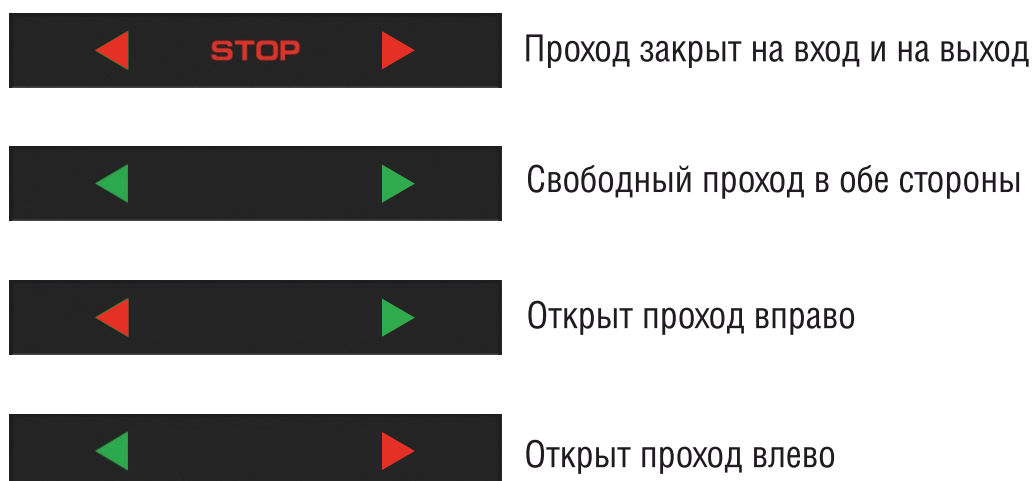 STOP Проход закрыт на вход и на выход
Свободный проход в обе стороны
Открыт проход вправо
Открыт проход влево